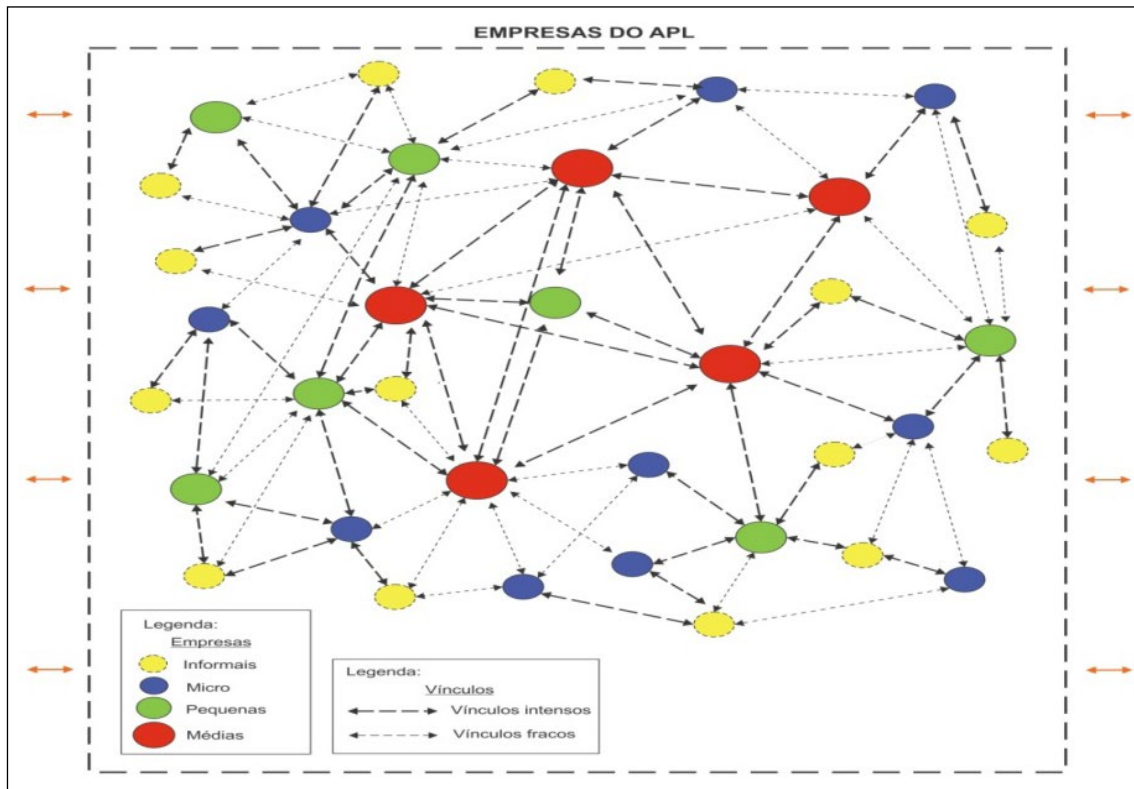 EMPRESAS DO APL
Legenda:
Empresas
Informais
Micro
Pequenas
Médias
Legenda:
Vínculos
Vínculos intensos
Vínculos fracos